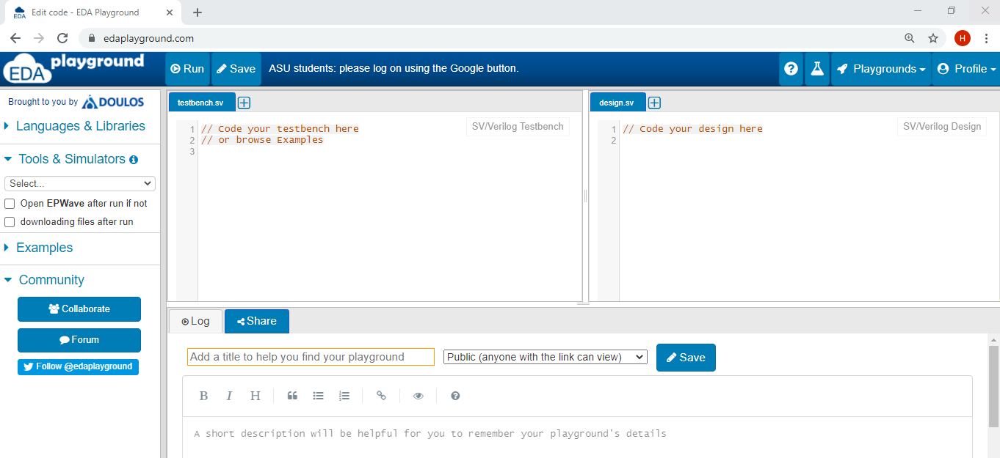 EDA Edit code - EDA Playground
edaplayground.com
H
EDA playground
Run
Save
ASU students: please log on using the Google button.
Playgrounds
Profile
Brought to you by DOULOS
Languages & Libraries
Tools & Simulators
Select...
Open EPWave after run if not
downloading files after run
Examples
Community
Collaborate
Forum
Follow @edaplayground
testbench.sv
SV/Verilog Testbench
1 // Code your testbench here
2 // or browse Examples
3
design.sv
SV/Verilog Design
1 // Code your design here
2
Log
Share
Add a title to help you find your playground
Public (anyone with the link can view)
Save
B I H
A short description will be helpful for you to remember your playground's details